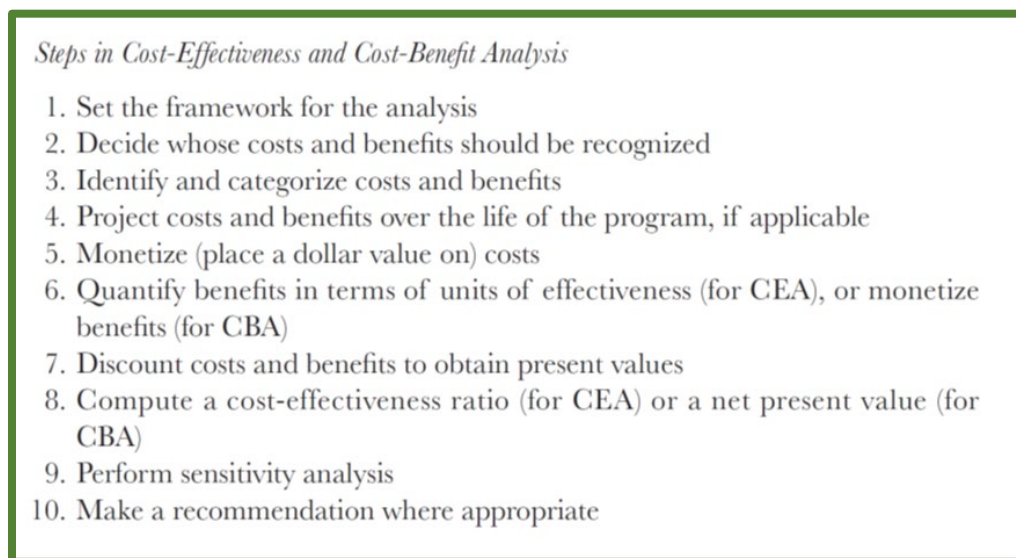 Steps in Cost-Effectiveness and Cost-Benefit Analysis
1. Set the framework for the analysis
2. Decide whose costs and benefits should be recognized
3. Identify and categorize costs and benefits
4. Project costs and benefits over the life of the program, if applicable
5. Monetize (place a dollar value on) costs
6. Quantify benefits in terms of units of effectiveness (for CEA), or monetize
benefits (for CBA)
7. Discount costs and benefits to obtain present values
8. Compute a cost-effectiveness ratio (for CEA) or a net present value (for
CBA)
9. Perform sensitivity analysis
10. Make a recommendation where appropriate